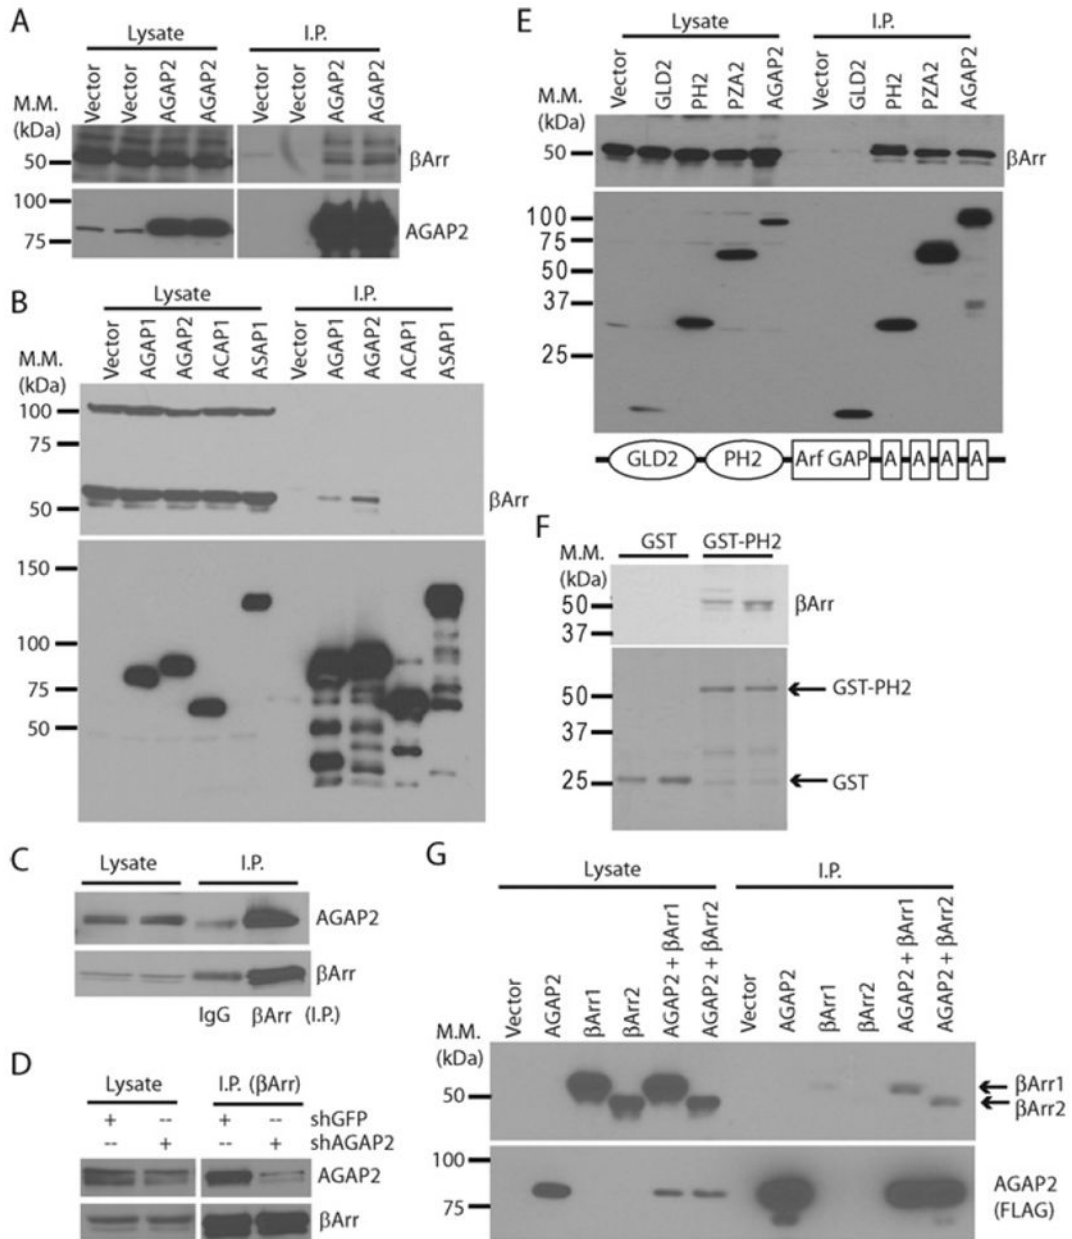 A
Lysate
I.P.
Vector
Vector
AGAP2
AGAP2
Vector
Vector
AGAP2
AGAP2
M.M.
(kDa)
50
βArr
100
75
AGAP2
B
Lysate
I.P.
Vector
AGAP1
AGAP2
ACAP1
ASAP1
Vector
AGAP1
AGAP2
ACAP1
ASAP1
M.M.
(kDa)
100
75
50
βArr
150
100
75
50
C
Lysate
I.P.
AGAP2
βArr
IgG βArr (I.P.)
D
Lysate
I.P. (βArr)
+ -- + -- shGFP
-- + -- + shAGAP2
AGAP2
βArr
E
Lysate
I.P.
Vector
GLD2
PH2
PZA2
AGAP2
Vector
GLD2
PH2
PZA2
AGAP2
M.M.
(kDa)
50
βArr
100
75
50
37
25
GLD2 PH2 Arf GAP A A A A
F
GST GST-PH2
M.M.
(kDa)
50
37
βArr
50
37
25
GST-PH2
GST
G
Lysate
I.P.
Vector
AGAP2
βArr1
βArr2
AGAP2 + βArr1
AGAP2 + βArr2
Vector
AGAP2
βArr1
βArr2
AGAP2 + βArr1
AGAP2 + βArr2
M.M.
(kDa)
50
βArr1
βArr2
100
75
AGAP2
(FLAG)